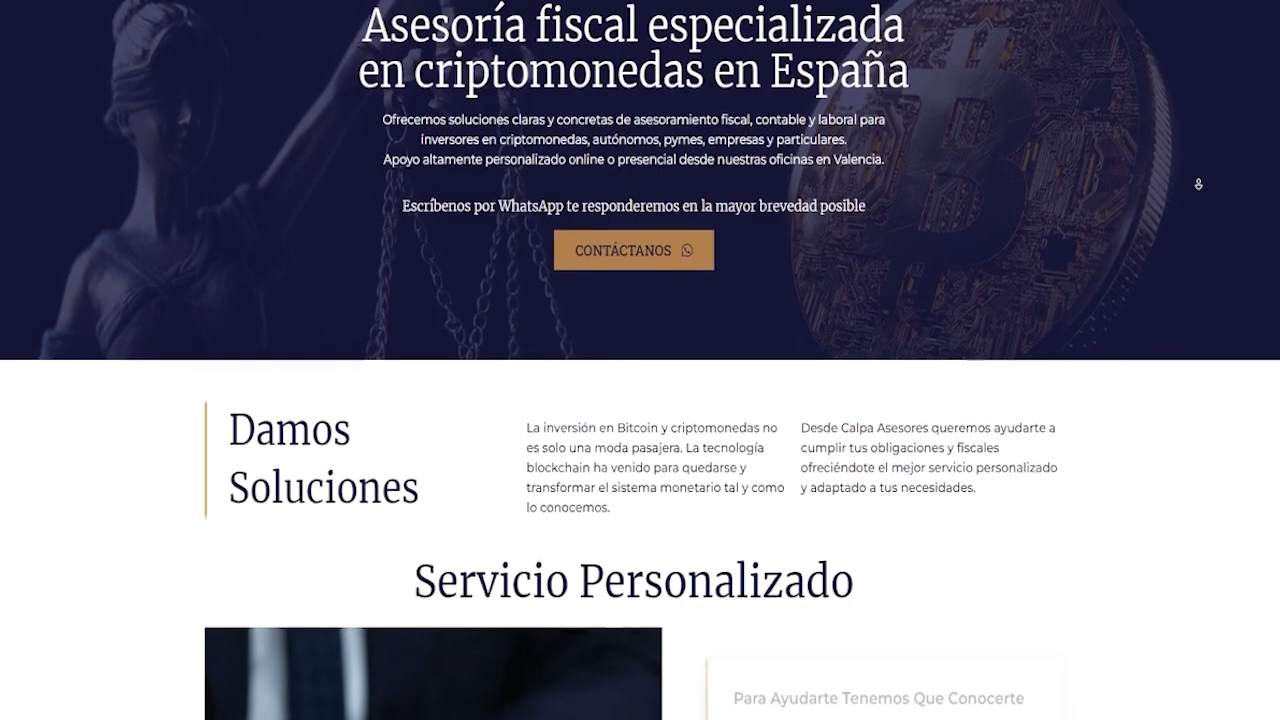 Asesoría fiscal especializada
en criptomonedas en España
Ofrecemos soluciones claras y concretas de asesoramiento fiscal, contable y laboral para
inversores en criptomonedas, autónomos, pymes, empresas y particulares.
Apoyo altamente personalizado online o presencial desde nuestras oficinas en Valencia.
Escríbenos por WhatsApp te responderemos en la mayor brevedad posible
CONTÁCTANOS
Damos
Soluciones
La inversión en Bitcoin y criptomonedas no
es solo una moda pasajera. La tecnología
blockchain ha venido para quedarse y
transformar el sistema monetario tal y como
lo conocemos.
Desde Calpa Asesores queremos ayudarte a
cumplir tus obligaciones y fiscales
ofreciéndote el mejor servicio personalizado
y adaptado a tus necesidades.
Servicio Personalizado
Para Ayudarte Tenemos Que Conocerte